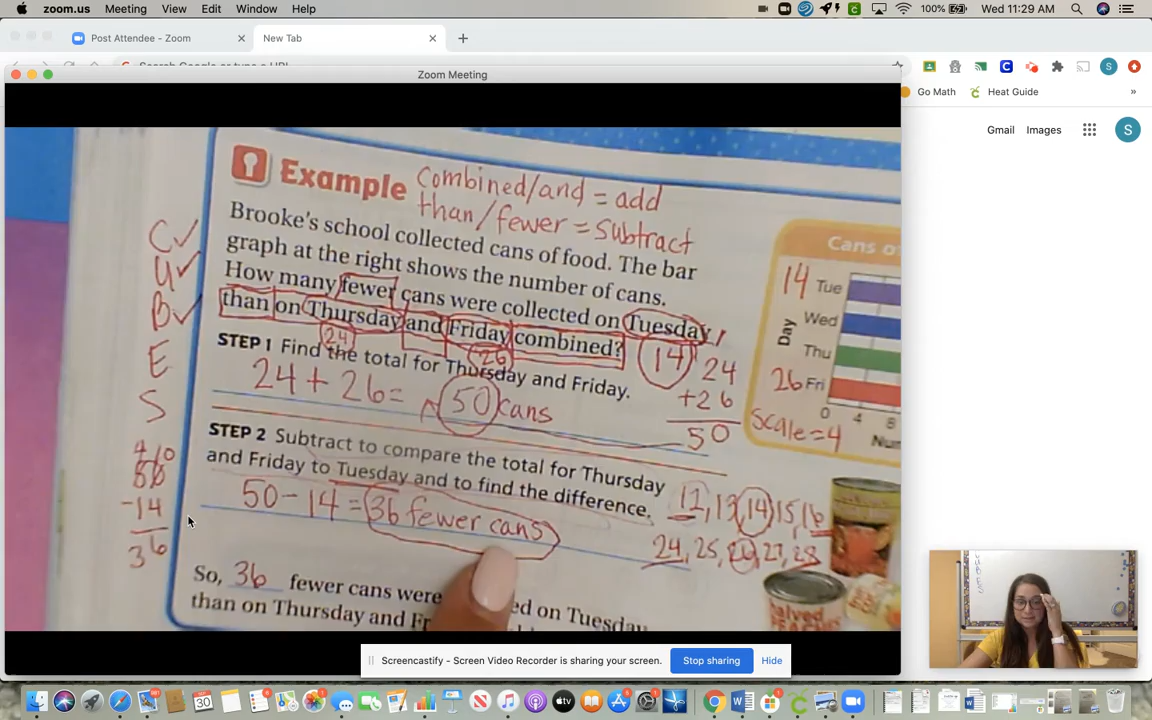 zoom.us Meeting View Edit Window Help 100% Wed 11:29 AM
Post Attendee - Zoom New Tab
Zoom Meeting
Go Math Heat Guide »
Gmail Images S
Example combined/and = add
than/fewer = subtract
Brooke's school collected cans of food. The bar
graph at the right shows the number of cans.
How many fewer cans were collected on Tuesday
than on Thursday and Friday combined?
C
U
B
E
S
24 26 14
STEP 1 Find the total for Thursday and Friday.
24 + 26 = 50 cans
24
+26
50
STEP 2 Subtract to compare the total for Thursday
and Friday to Tuesday and to find the difference.
50 - 14 = 36 fewer cans
-14
36
12, 13, 14, 15, 16
24, 25, 26, 27, 28
So, 36 fewer cans were
than on Thursday and
on Tuesday
Cans
14 Tue
Wed
Thu
26 Fri
Day
0 4 8
Scale=4
Halved
PEACHES
Screencastify - Screen Video Recorder is sharing your screen. Stop sharing Hide